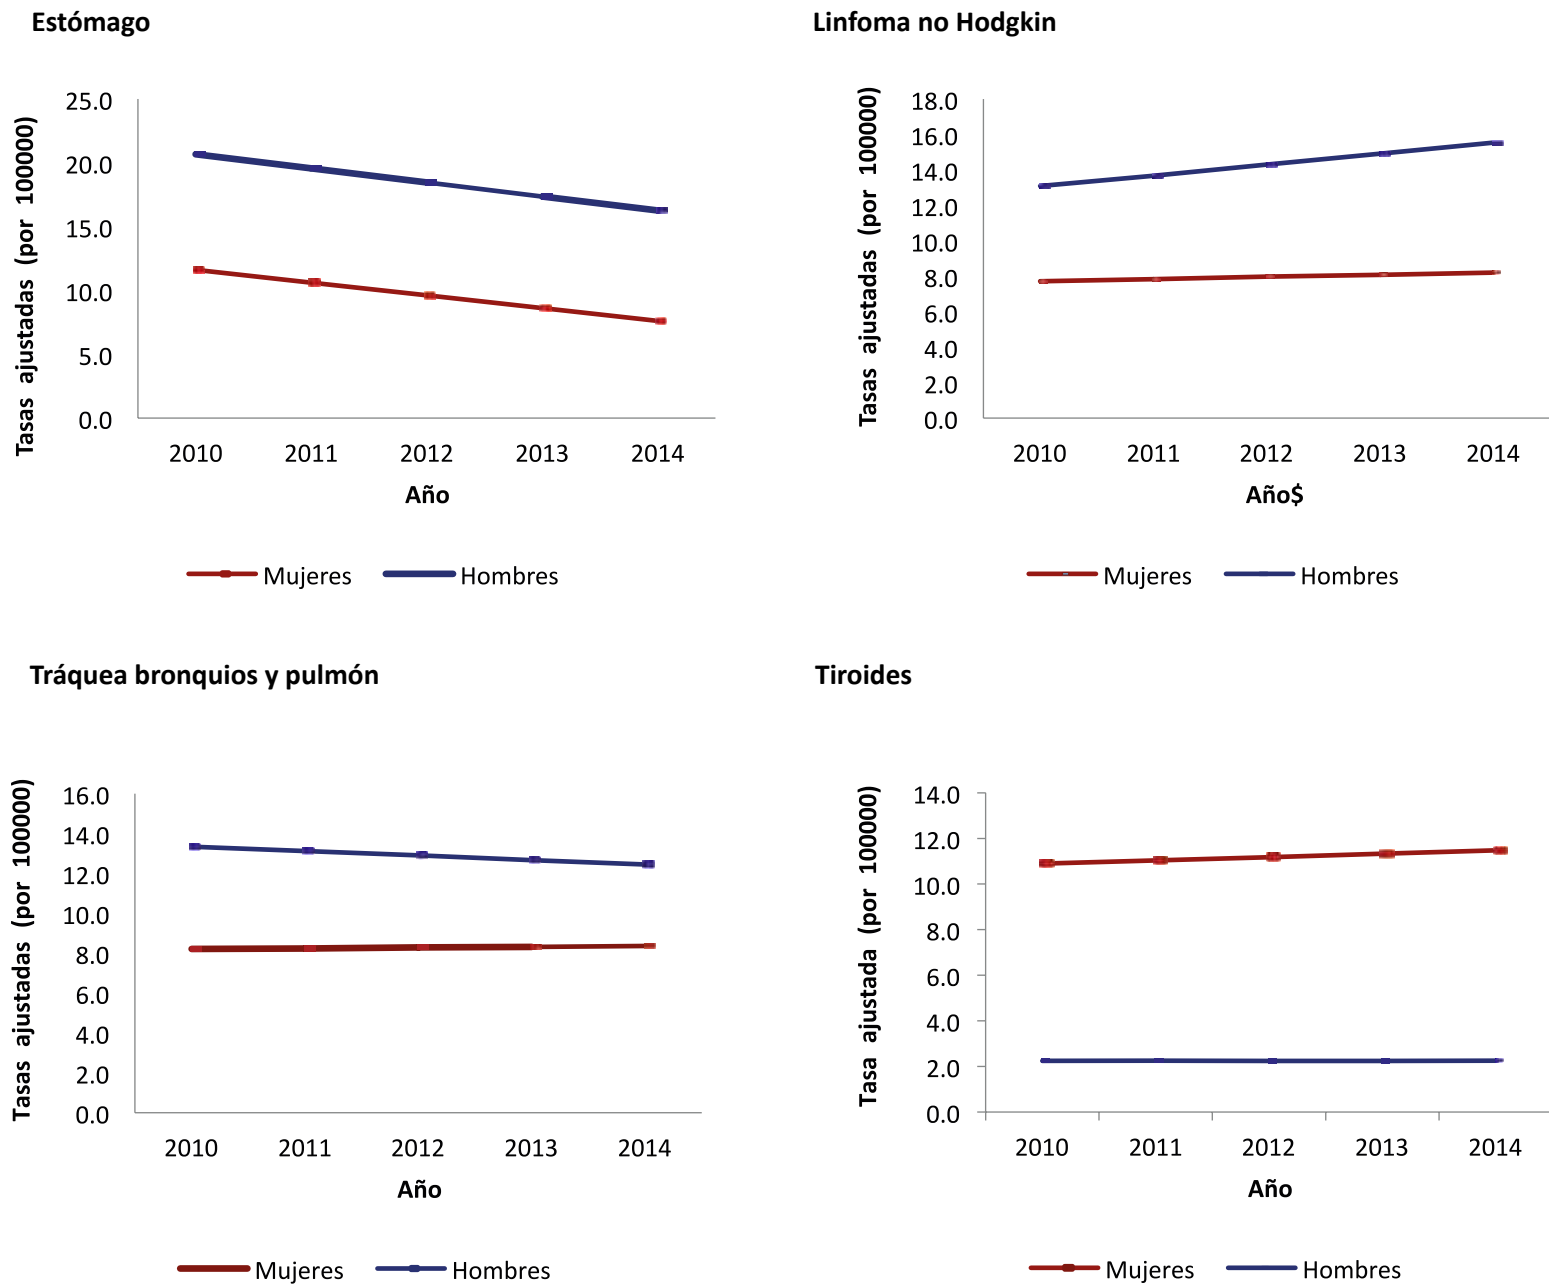 Estómago
Tasas ajustadas (por 100000)
25.0
20.0
15.0
10.0
5.0
0.0
2010 2011 2012 2013 2014
Año
Mujeres Hombres
Linfoma no Hodgkin
Tasas ajustadas (por 100000)
18.0
16.0
14.0
12.0
10.0
8.0
6.0
4.0
2.0
0.0
2010 2011 2012 2013 2014
Año$
Mujeres Hombres
Tráquea bronquios y pulmón
Tasas ajustadas (por 100000)
16.0
14.0
12.0
10.0
8.0
6.0
4.0
2.0
0.0
2010 2011 2012 2013 2014
Año
Mujeres Hombres
Tiroides
Tasa ajustada (por 100000)
14.0
12.0
10.0
8.0
6.0
4.0
2.0
0.0
2010 2011 2012 2013 2014
Año
Mujeres Hombres